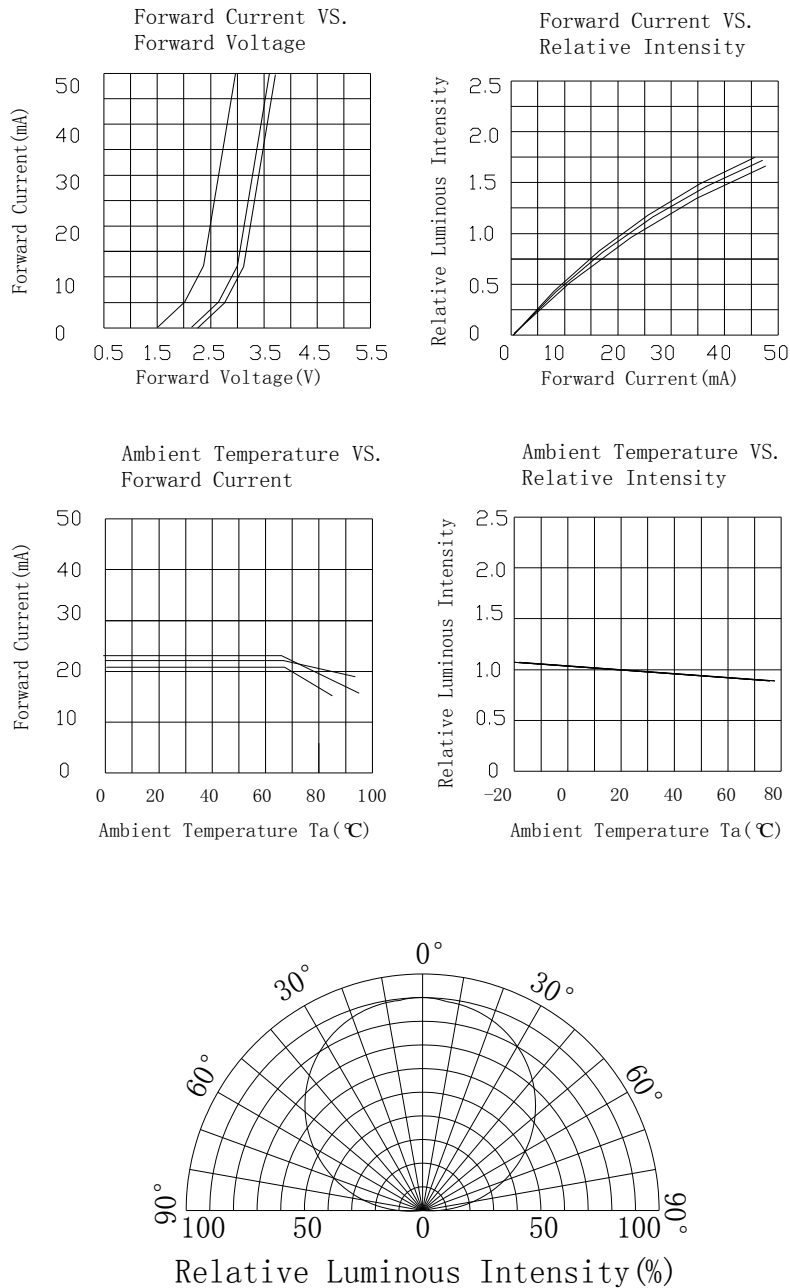 Forward Current VS.
Forward Voltage
Forward Current(mA)
50
40
30
20
10
0
0.5 1.5 2.5 3.5 4.5 5.5
Forward Voltage(V)
Forward Current VS.
Relative Intensity
Relative Luminous Intensity
2.5
2.0
1.5
1.0
0.5
0
0 10 20 30 40 50
Forward Current(mA)
Ambient Temperature VS.
Forward Current
Forward Current(mA)
50
40
30
20
10
0
0 20 40 60 80 100
Ambient Temperature Ta(℃)
Ambient Temperature VS.
Relative Intensity
Relative Luminous Intensity
2.5
2.0
1.5
1.0
0.5
0
-20 0 20 40 60 80
Ambient Temperature Ta(℃)
0°
30° 30°
60° 60°
90° 90°
100 50 0 50 100
Relative Luminous Intensity(%)